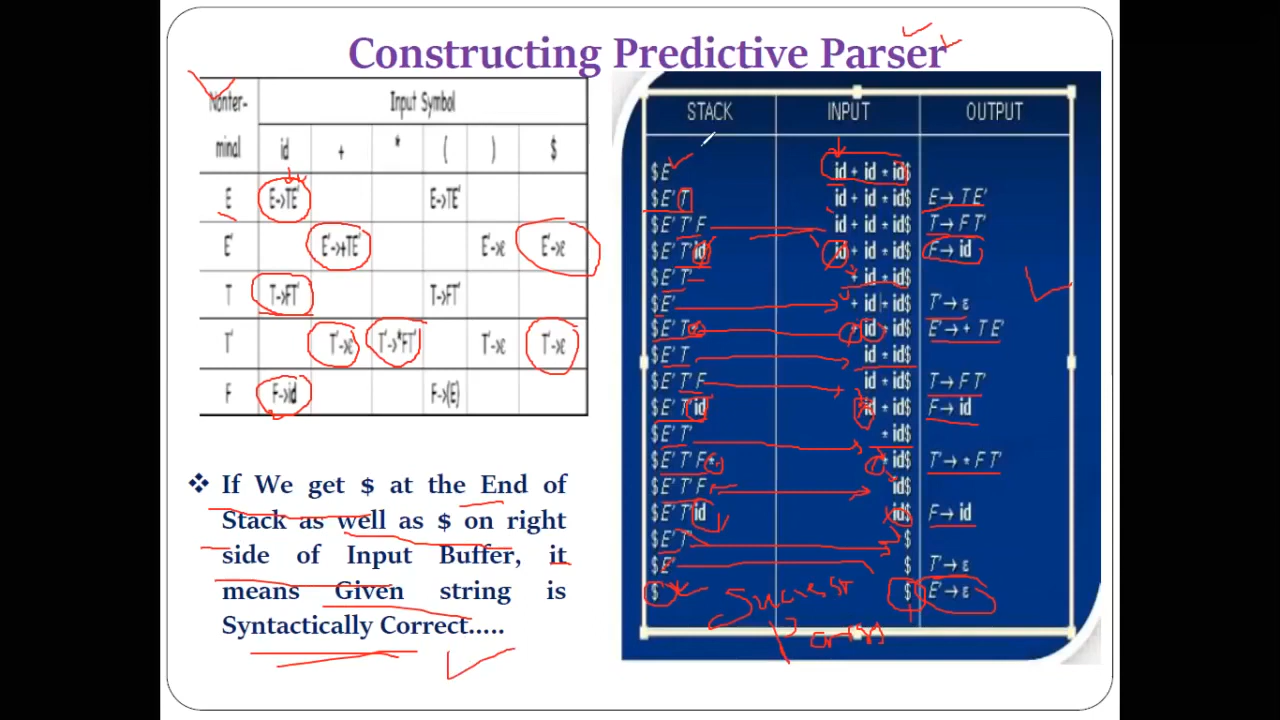 Constructing Predictive Parser
Nonter-
minal
Input Symbol
id + * ( ) $
E E->TE' E->TE'
E' E'->+TE' E'->ε E'->ε
T T->FT' T->FT'
T' T'->ε T'->*FT' T'->ε T'->ε
F F->id F->(E)
❖ If We get $ at the End of
Stack as well as $ on right
side of Input Buffer, it
means Given string is
Syntactically Correct.....
STACK INPUT OUTPUT
$E id + id * id$
$E'T id + id * id$ E → TE'
$E'T'F id + id * id$ T → FT'
$E'T'id id + id * id$ F → id
$E'T' + id * id$
$E' + id * id$ T' → ε
$E'T+ + id * id$ E' → + TE'
$E'T id * id$
$E'T'F id * id$ T → FT'
$E'T'id id * id$ F → id
$E'T' * id$
$E'T'F* * id$ T' → * FT'
$E'T'F id$
$E'T'id id$ F → id
$E'T' $
$E' $ T' → ε
$ $ E' → ε